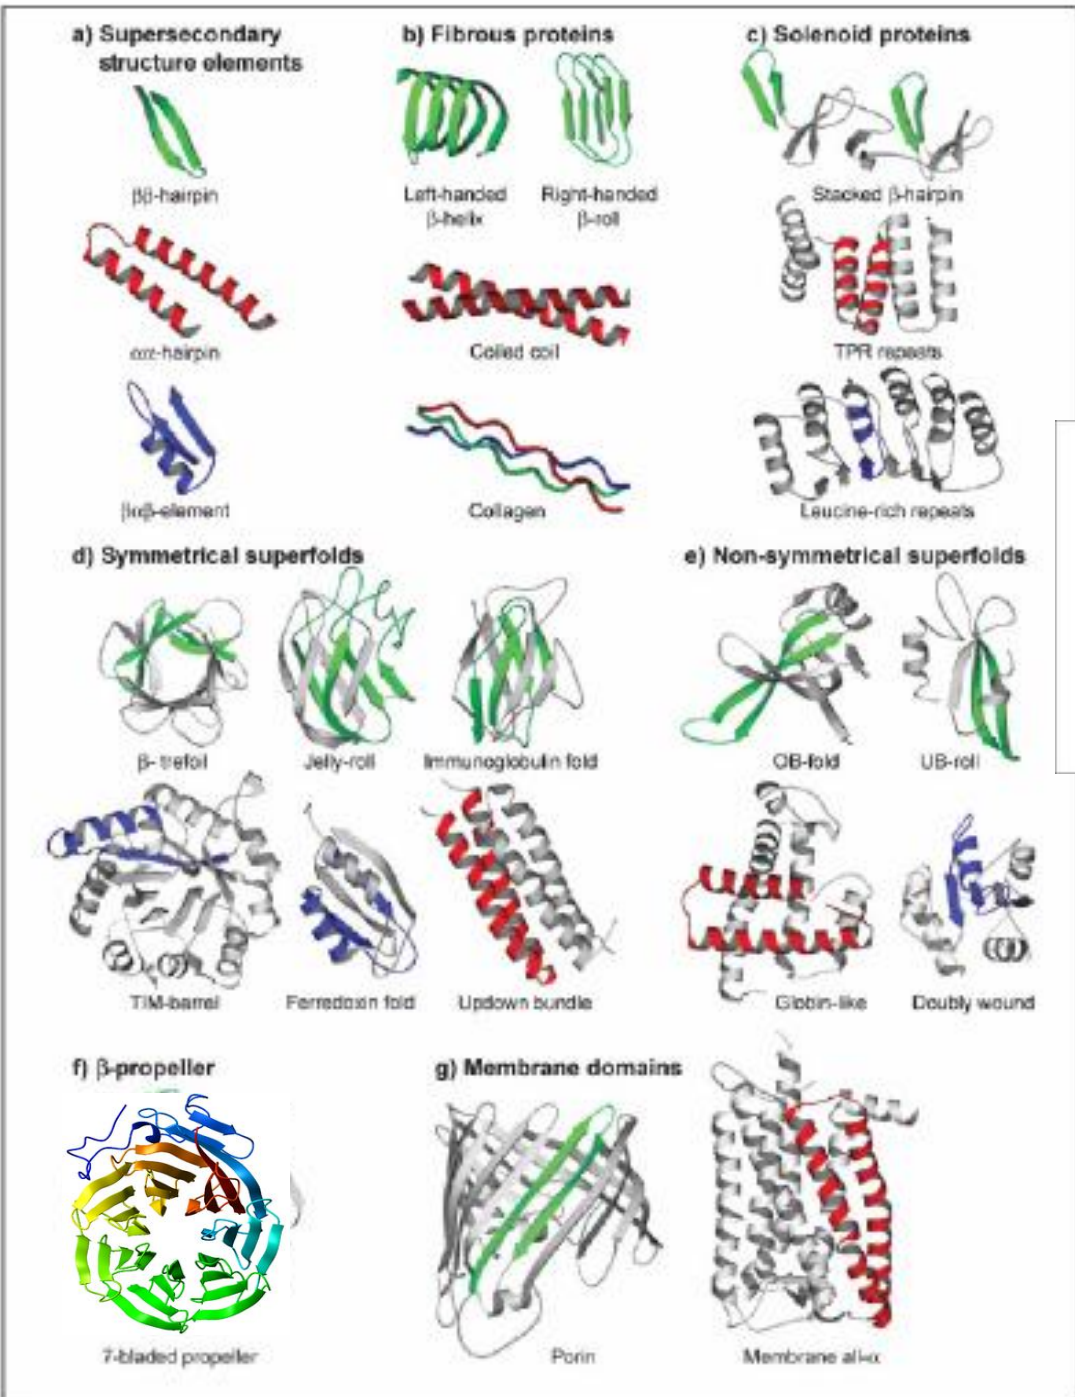 a) Supersecondary
structure elements
b) Fibrous proteins
c) Solenoid proteins
ββ-hairpin
Left-handed
β-helix
Right-handed
β-roll
Stacked β-hairpin
αα-hairpin
Coiled coil
TPR repeats
βαβ-element
Collagen
Leucine-rich repeats
d) Symmetrical superfolds
e) Non-symmetrical superfolds
β- trefoil
Jelly-roll
Immunoglobulin fold
OB-fold
UB-roll
TIM-barrel
Ferredoxin fold
Updown bundle
Globin-like
Doubly wound
f) β-propeller
g) Membrane domains
7-bladed propeller
Porin
Membrane all-α